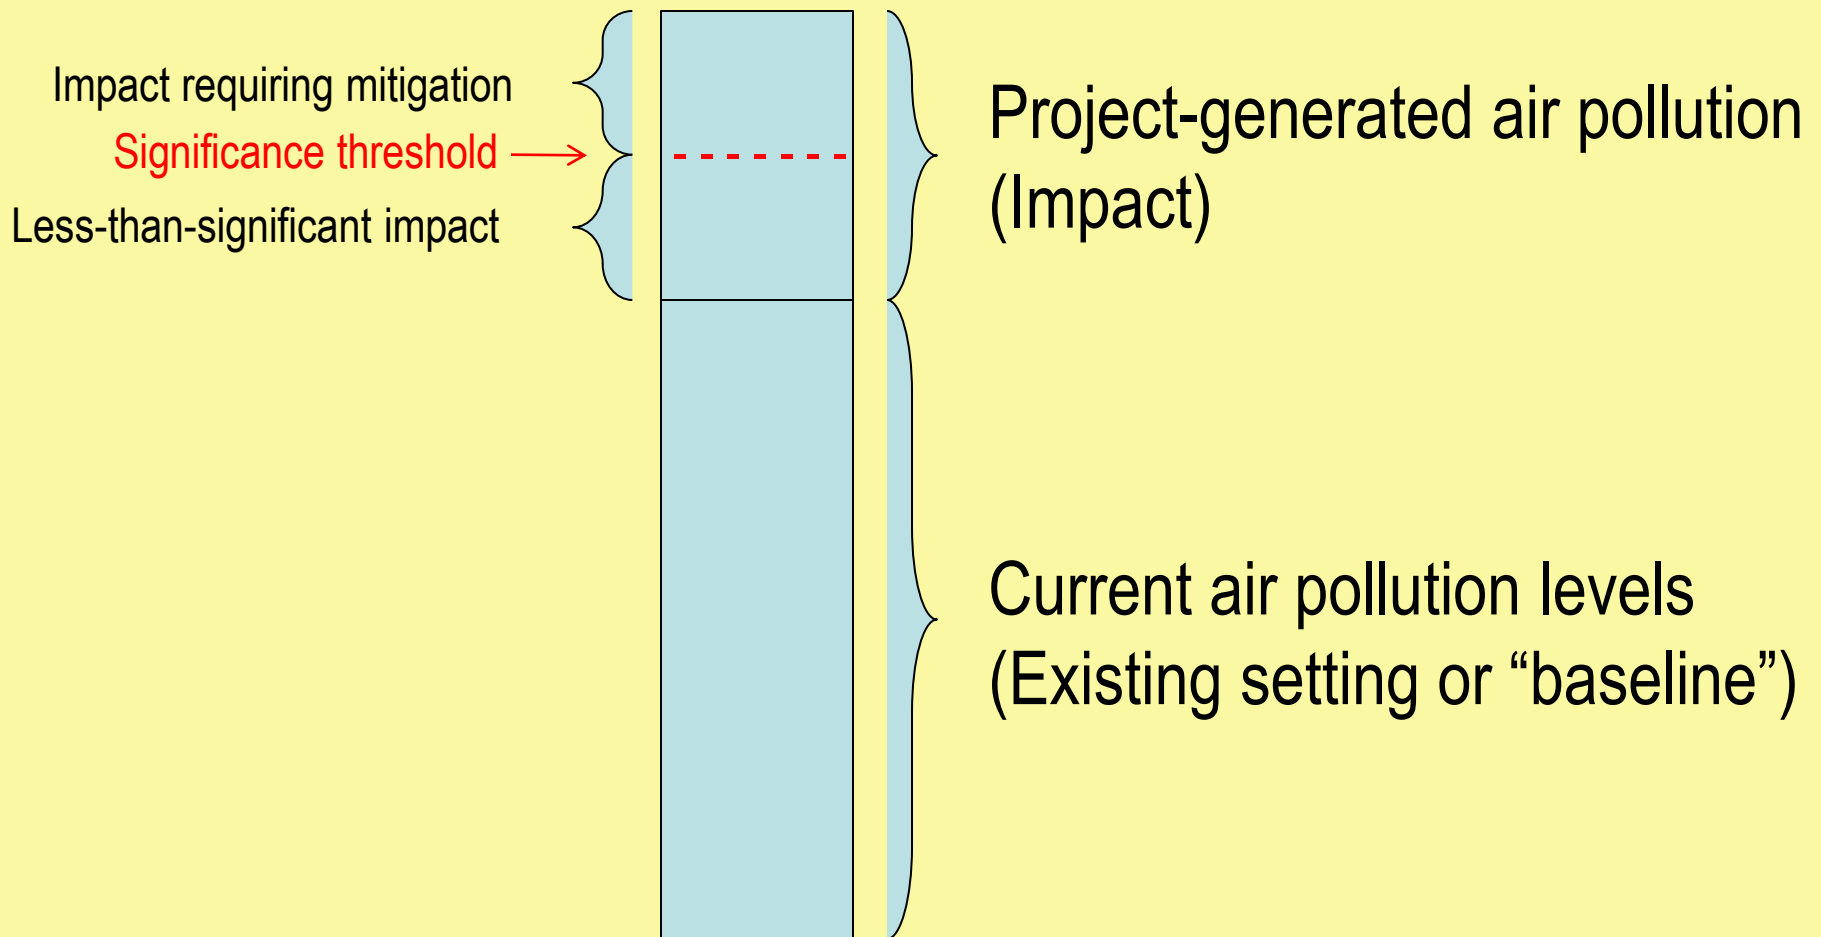 Impact requiring mitigation
Significance threshold
Less-than-significant impact
Project-generated air pollution
(Impact)
Current air pollution levels
(Existing setting or “baseline”)